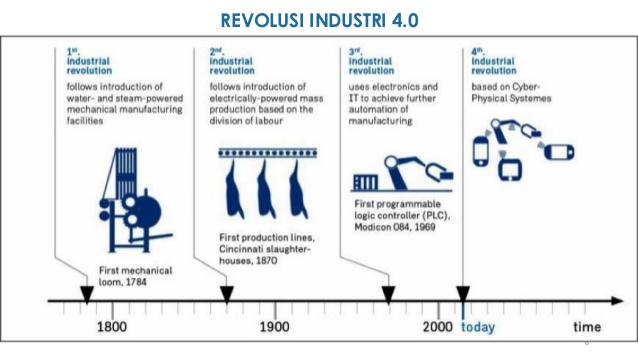 REVOLUSI INDUSTRI 4.0
1st.
industrial
revolution
follows introduction of
water- and steam-powered
mechanical manufacturing
facilities
First mechanical
loom, 1784
2nd.
industrial
revolution
follows introduction of
electrically-powered mass
production based on the
division of labour
First production lines,
Cincinnati slaughter-
houses, 1870
3rd.
industrial
revolution
uses electronics and
IT to achieve further
automation of
manufacturing
First programmable
logic controller (PLC),
Modicon 084, 1969
4th.
industrial
revolution
based on Cyber-
Physical Systemes
1800
1900
2000
today
time